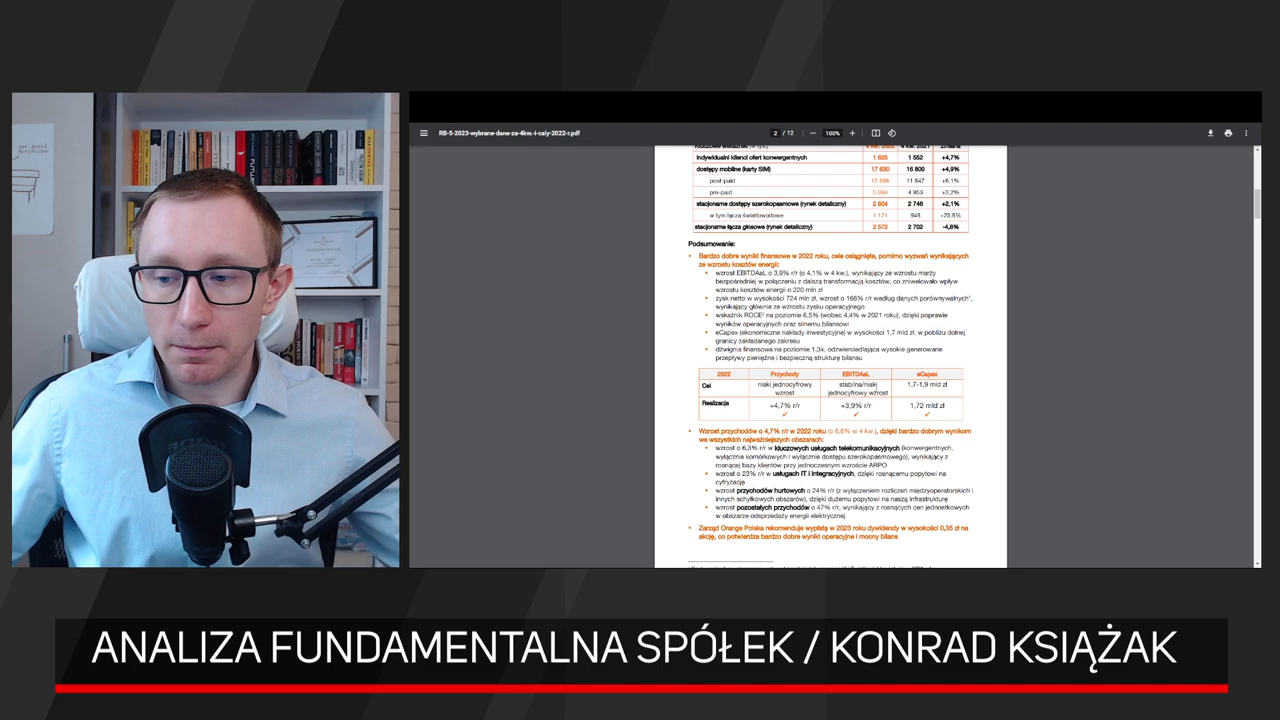 RB-5-2023-wybrane-dane-za-4kw.-i-caly-2022-r.pdf
2 / 12
100%
indywidualni klienci ofert konwergentnych 1 625 1 552 +4,7%
dostępy mobilne (karty SIM) 17 630 16 800 +4,9%
post-paid 11 847 +6,1%
pre-paid 4 953 +2,2%
stacjonarne dostępy szerokopasmowe (rynek detaliczny) 2 804 2 746 +2,1%
w tym łącza światłowodowe 1 171 945 +23,9%
stacjonarne łącza głosowe (rynek detaliczny) 2 572 2 702 -4,8%
Podsumowanie:
Bardzo dobre wyniki finansowe w 2022 roku, cele osiągnięte, pomimo wyzwań wynikających
ze wzrostu kosztów energii:
wzrost EBITDAaL o 3,9% r/r (o 4,1% w 4 kw.), wynikający ze wzrostu marży
bezpośredniej w połączeniu z dalszą transformacją kosztów, co zniwelowało wpływ
wzrostu kosztów energii o 220 mln zł
zysk netto w wysokości 724 mln zł, wzrost o 166% r/r według danych porównywalnych¹,
wynikający głównie ze wzrostu zysku operacyjnego
wskaźnik ROCE¹ na poziomie 6,5% (wobec 4,4% w 2021 roku), dzięki poprawie
wyników operacyjnych oraz silnemu bilansowi
eCapex (ekonomiczne nakłady inwestycyjne) w wysokości 1,7 mld zł, w pobliżu dolnej
granicy zakładanego zakresu
dźwignia finansowa na poziomie 1,3x, odzwierciedlająca wysokie generowane
przepływy pieniężne i bezpieczną strukturę bilansu
2022 Przychody EBITDAaL eCapex
Cel niski jednocyfrowy wzrost stabilna/niski jednocyfrowy wzrost 1,7-1,9 mld zł
Realizacja +4,7% r/r ✓ +3,9% r/r ✓ 1,72 mld zł ✓
Wzrost przychodów o 4,7% r/r w 2022 roku (o 6,6% w 4 kw.), dzięki bardzo dobrym wynikom
we wszystkich najważniejszych obszarach:
wzrost o 6,3% r/r w kluczowych usługach telekomunikacyjnych (konwergentnych,
wyłącznie komórkowych i wyłącznie dostępu szerokopasmowego), wynikający z
rosnącej bazy klientów przy jednoczesnym wzroście ARPO
wzrost o 23% r/r w usługach IT i integracyjnych, dzięki rosnącemu popytowi na
cyfryzację
wzrost przychodów hurtowych o 24% r/r (z wyłączeniem rozliczeń międzyoperatorskich i
innych schyłkowych obszarów), dzięki dużemu popytowi na naszą infrastrukturę
wzrost pozostałych przychodów o 47% r/r, wynikający z rosnących cen jednostkowych
w obszarze odsprzedaży energii elektrycznej
Zarząd Orange Polska rekomenduje wypłatę w 2023 roku dywidendy w wysokości 0,35 zł na
akcję, co potwierdza bardzo dobre wyniki operacyjne i mocny bilans
ANALIZA FUNDAMENTALNA SPÓŁEK / KONRAD KSIĄŻAK